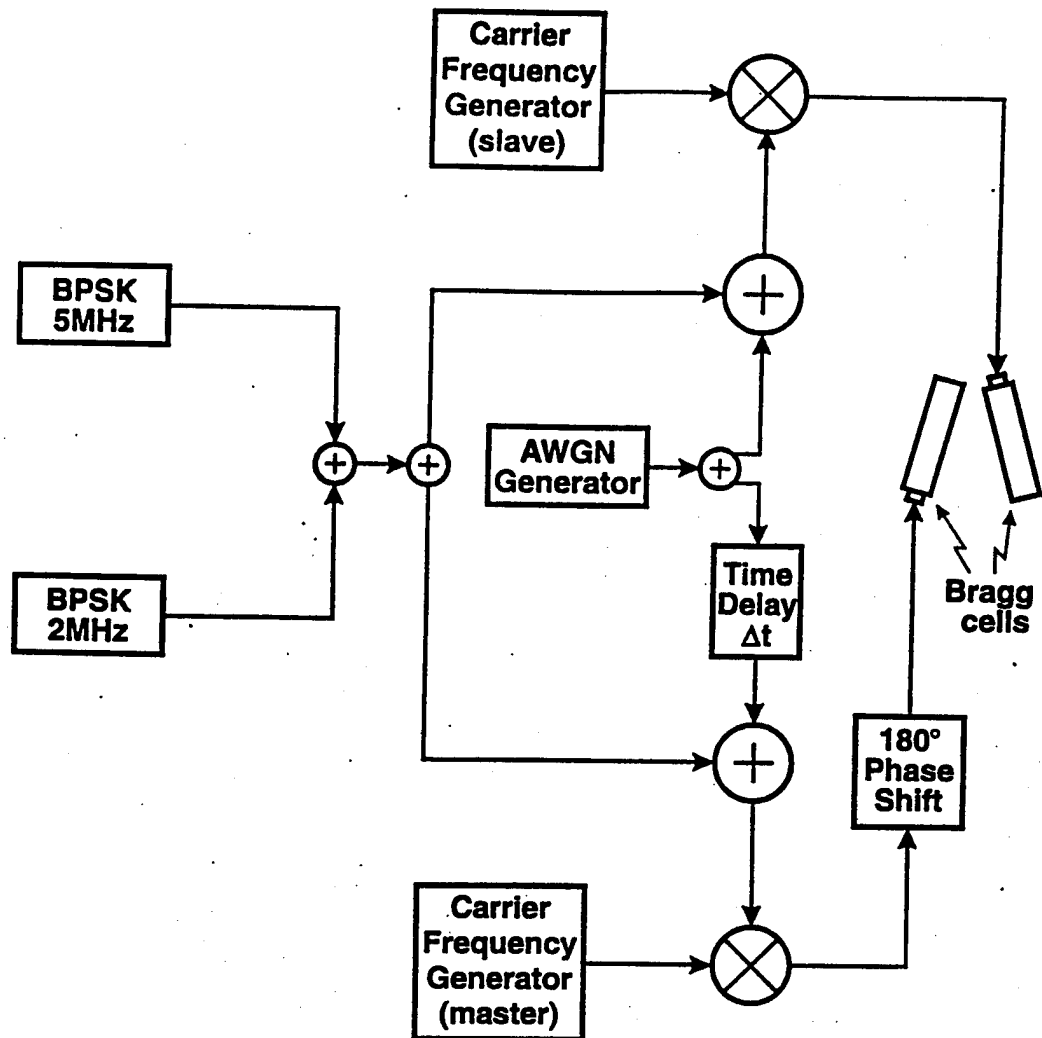 Carrier
Frequency
Generator
(slave)
BPSK
5MHz
AWGN
Generator
BPSK
2MHz
Time
Delay
Δt
Bragg
cells
180°
Phase
Shift
Carrier
Frequency
Generator
(master)